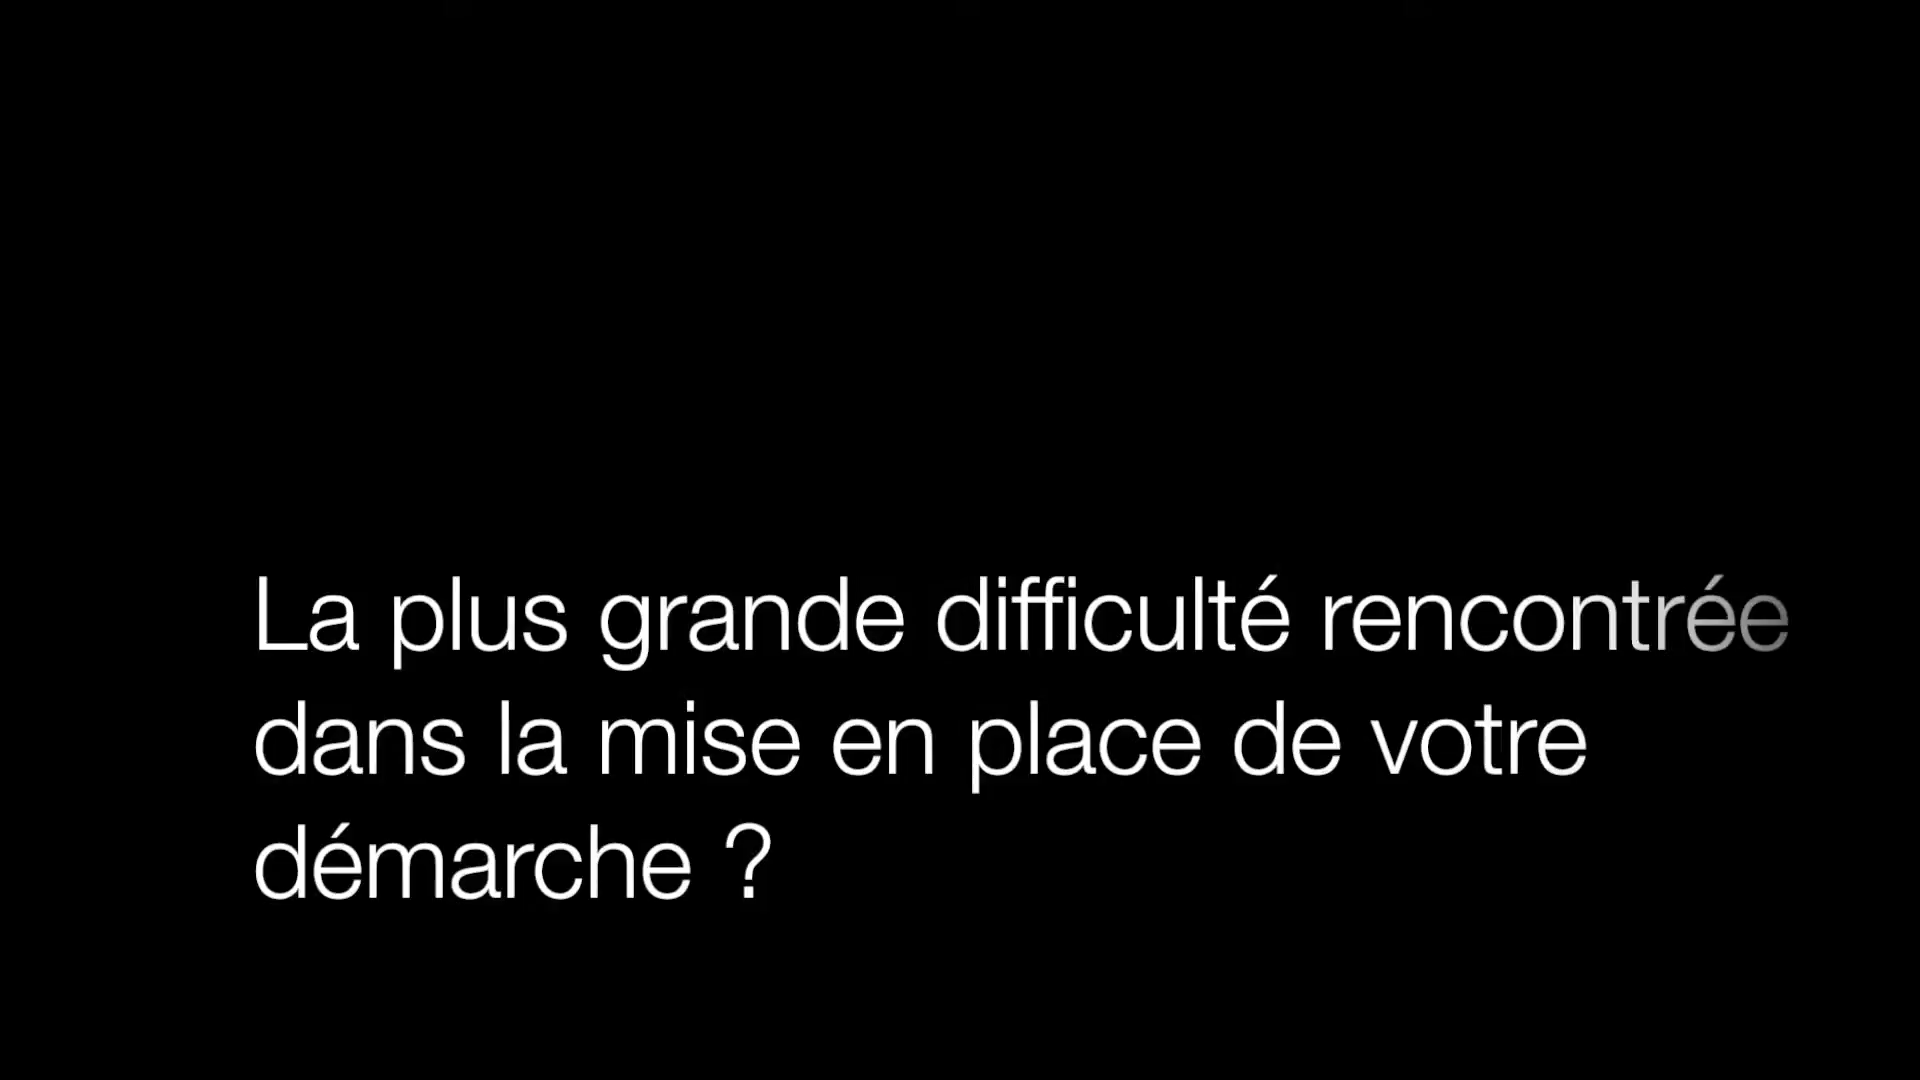 La plus grande difficulté rencontrée
dans la mise en place de votre
démarche ?